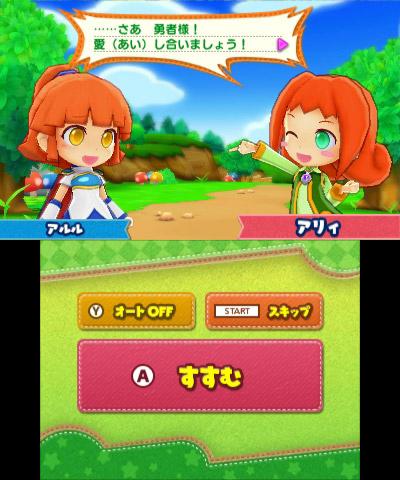 ……さあ 勇者様！
愛（あい）し合いましょう！
アルル
アリィ
Y オートOFF
START スキップ
A すすむ